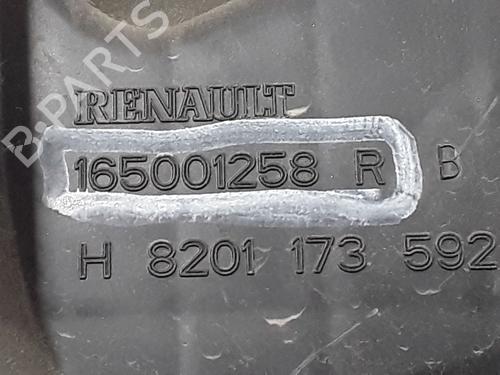 B-PARTS
RENAULT
165001258 R B
H 8201 173 592